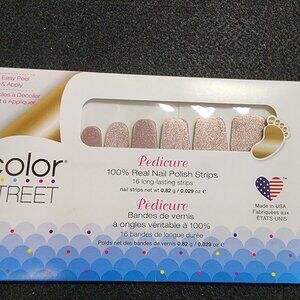 Easy Peel
& Apply
à Décoller
et à Appliquer
color
STREET
Pedicure
100% Real Nail Polish Strips
16 long-lasting strips
nail strips net wt 0.82 g / 0.029 oz ℮
Pedicure
Bandes de vernis
à ongles véritable à 100%
16 bandes de longue durée
Poids net des bandes de vernis 0.82 g / 0.029 oz ℮
Made in USA
Fabriquées aux
ÉTATS-UNIS